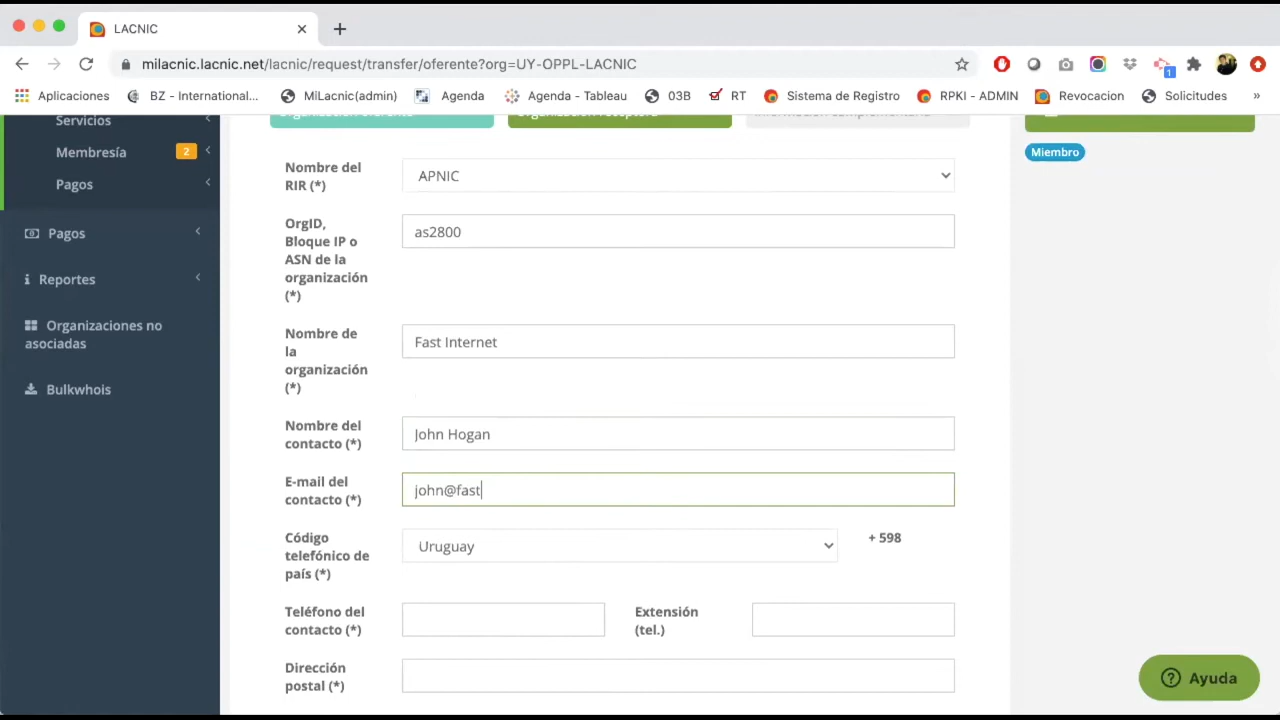 LACNIC
milacnic.lacnic.net/lacnic/request/transfer/oferente?org=UY-OPPL-LACNIC
1
Aplicaciones
BZ - International...
MiLacnic(admin)
Agenda
Agenda - Tableau
03B
RT
Sistema de Registro
RPKI - ADMIN
Revocacion
Solicitudes
»
Servicios
Membresía 2
Pagos
Pagos
Reportes
Organizaciones no
asociadas
Bulkwhois
Miembro
Nombre del
RIR (*)
APNIC
OrgID,
Bloque IP o
ASN de la
organización
(*)
as2800
Nombre de
la
organización
(*)
Fast Internet
Nombre del
contacto (*)
John Hogan
E-mail del
contacto (*)
john@fast
Código
telefónico de
país (*)
Uruguay
+ 598
Teléfono del
contacto (*)
Extensión
(tel.)
Dirección
postal (*)
Ayuda